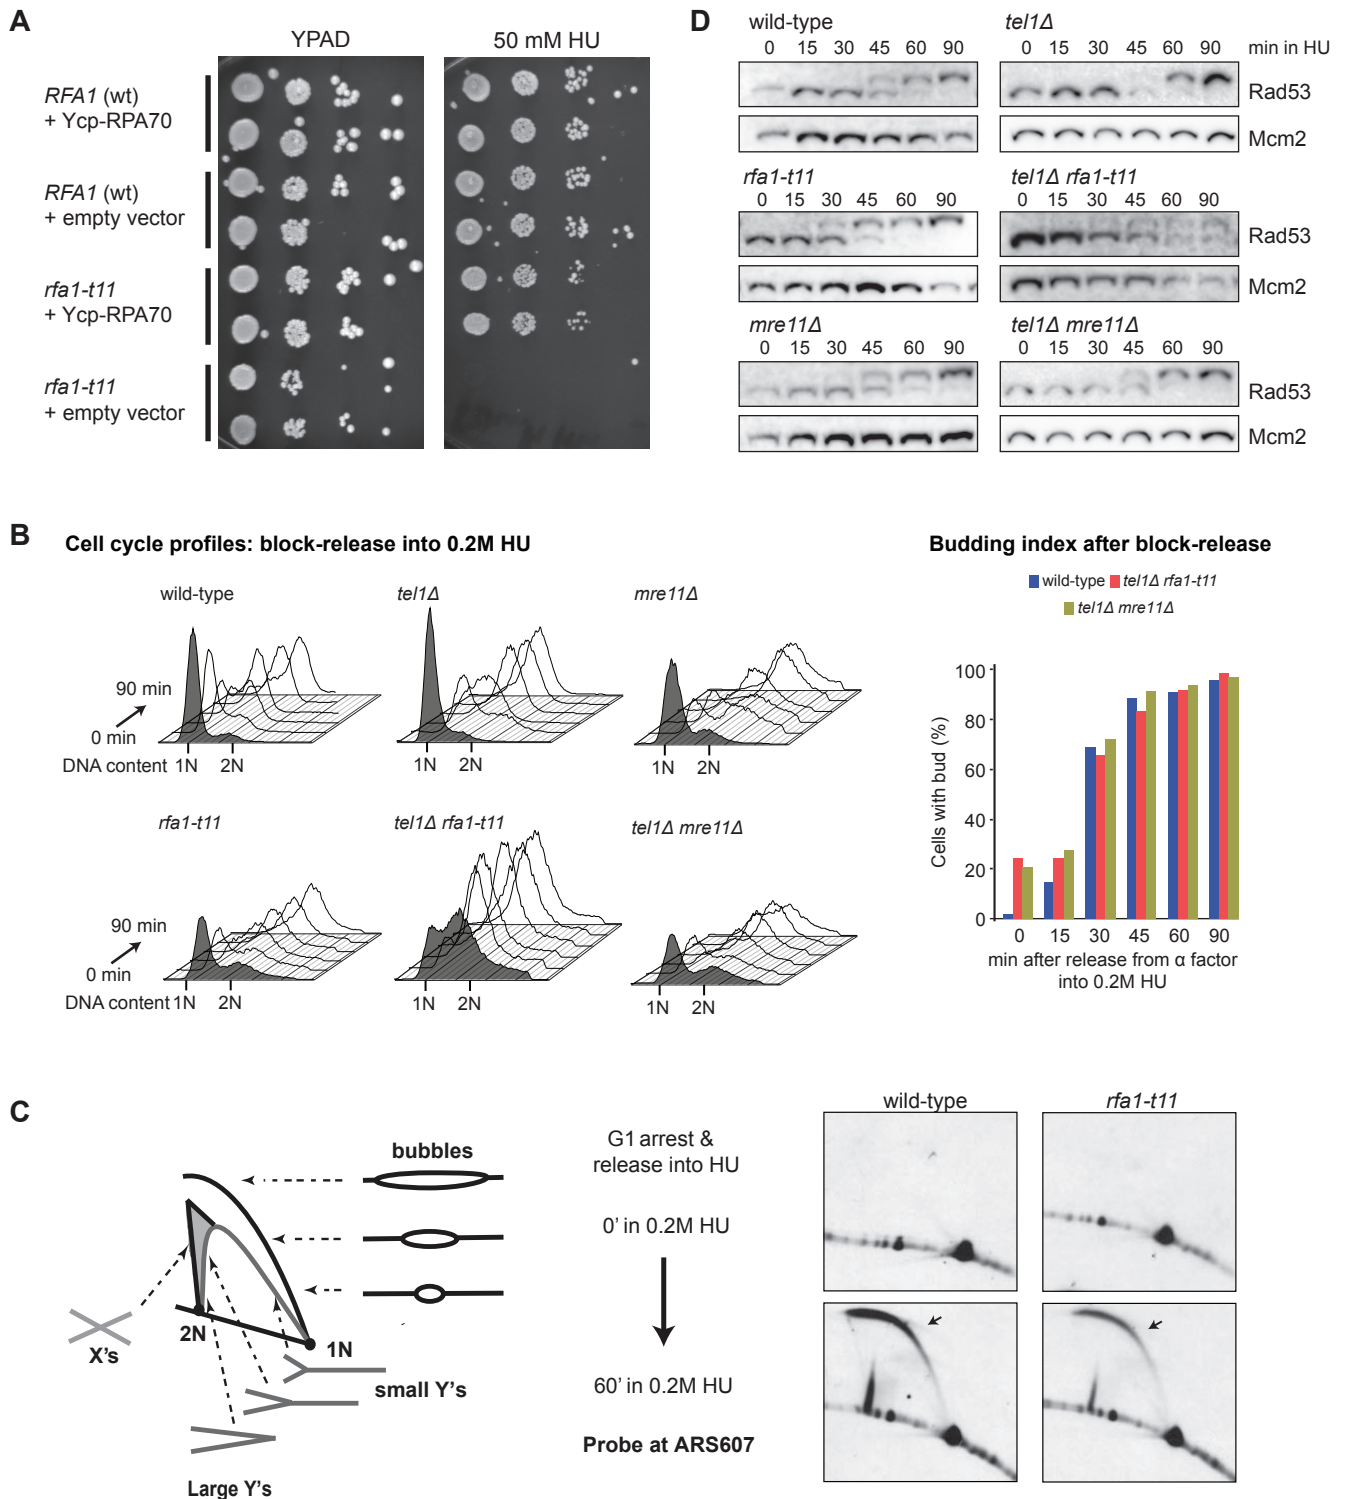 A
YPAD
50 mM HU
RFA1 (wt)
+ Ycp-RPA70
RFA1 (wt)
+ empty vector
rfa1-t11
+ Ycp-RPA70
rfa1-t11
+ empty vector
D
wild-type
tel1Δ
0 15 30 45 60 90
0 15 30 45 60 90 min in HU
Rad53
Mcm2
rfa1-t11
tel1Δ rfa1-t11
0 15 30 45 60 90
0 15 30 45 60 90
Rad53
Mcm2
mre11Δ
tel1Δ mre11Δ
0 15 30 45 60 90
0 15 30 45 60 90
Rad53
Mcm2
B
Cell cycle profiles: block-release into 0.2M HU
wild-type
tel1Δ
mre11Δ
90 min
0 min
DNA content 1N 2N
1N 2N
1N 2N
rfa1-t11
tel1Δ rfa1-t11
tel1Δ mre11Δ
90 min
0 min
DNA content 1N 2N
1N 2N
1N 2N
Budding index after block-release
wild-type tel1Δ rfa1-t11
tel1Δ mre11Δ
Cells with bud (%)
100
80
60
40
20
0
0 15 30 45 60 90
min after release from α factor
into 0.2M HU
C
bubbles
2N
1N
X's
small Y's
Large Y's
G1 arrest &
release into HU
0' in 0.2M HU
60' in 0.2M HU
Probe at ARS607
wild-type
rfa1-t11